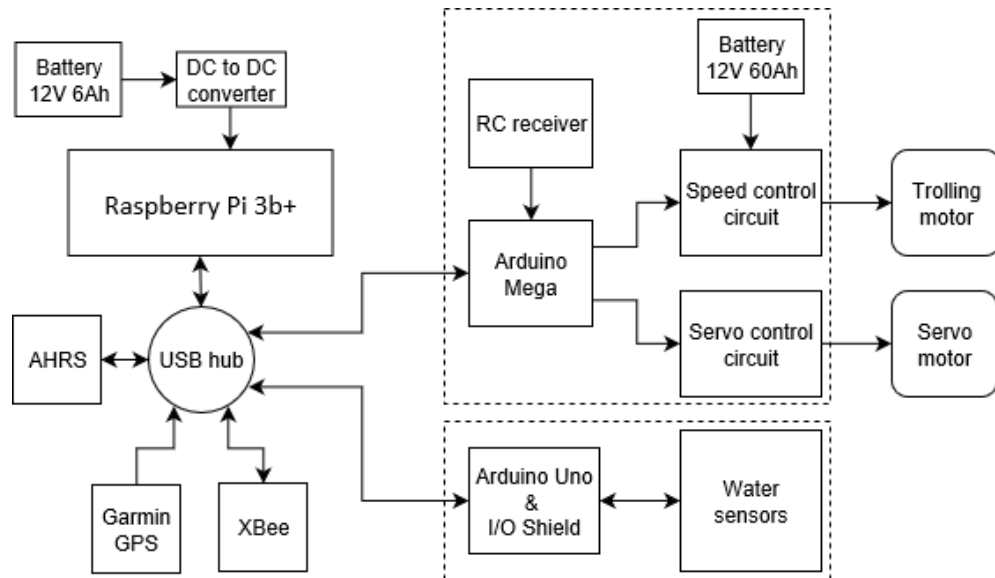 Battery
12V 6Ah
DC to DC
converter
Raspberry Pi 3b+
AHRS
USB hub
Garmin
GPS
XBee
RC receiver
Battery
12V 60Ah
Arduino
Mega
Speed control
circuit
Trolling
motor
Servo control
circuit
Servo
motor
Arduino Uno
&
I/O Shield
Water
sensors